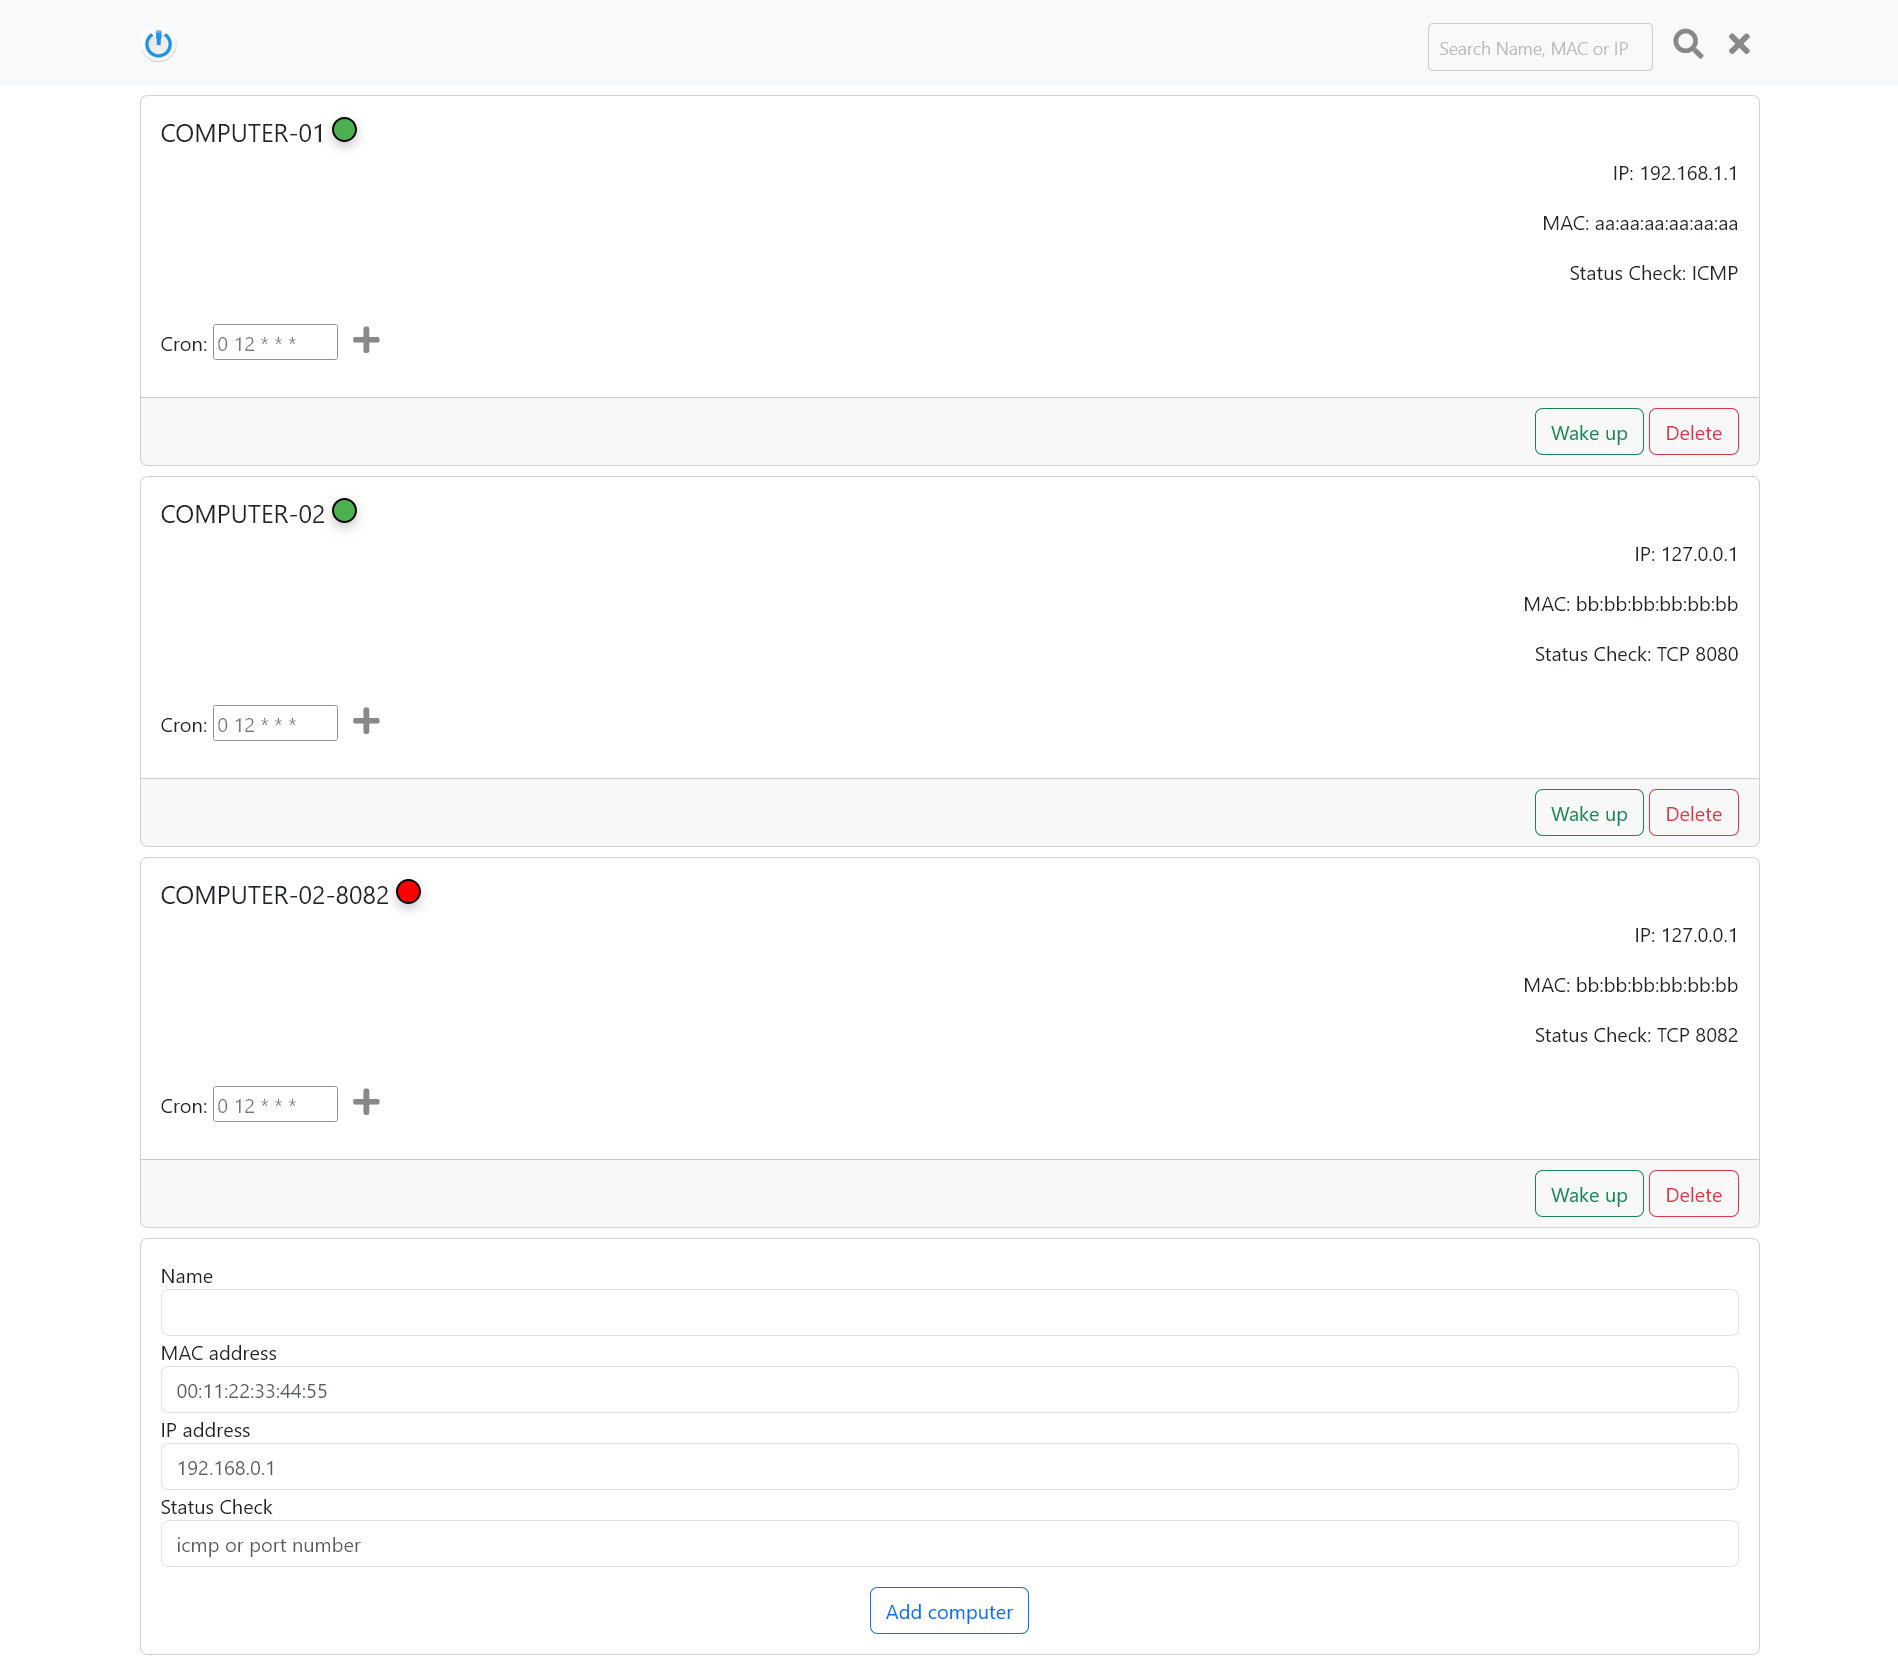 Search Name, MAC or IP
COMPUTER-01
IP: 192.168.1.1
MAC: aa:aa:aa:aa:aa:aa
Status Check: ICMP
Cron: 0 12 * * *
Wake up Delete
COMPUTER-02
IP: 127.0.0.1
MAC: bb:bb:bb:bb:bb:bb
Status Check: TCP 8080
Cron: 0 12 * * *
Wake up Delete
COMPUTER-02-8082
IP: 127.0.0.1
MAC: bb:bb:bb:bb:bb:bb
Status Check: TCP 8082
Cron: 0 12 * * *
Wake up Delete
Name
MAC address
00:11:22:33:44:55
IP address
192.168.0.1
Status Check
icmp or port number
Add computer